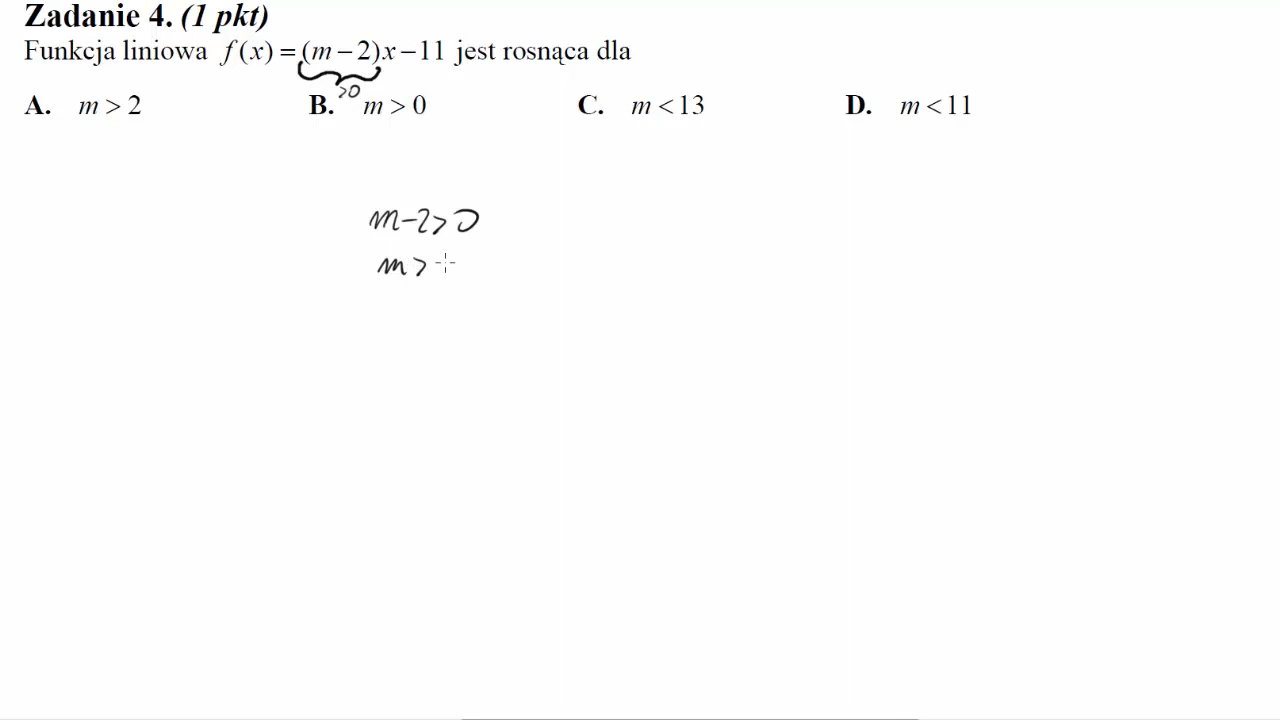 Zadanie 4. (1 pkt)
Funkcja liniowa f(x) = (m − 2)x − 11 jest rosnąca dla
>0
A. m > 2 B. m > 0 C. m < 13 D. m < 11
m-2>0
m>